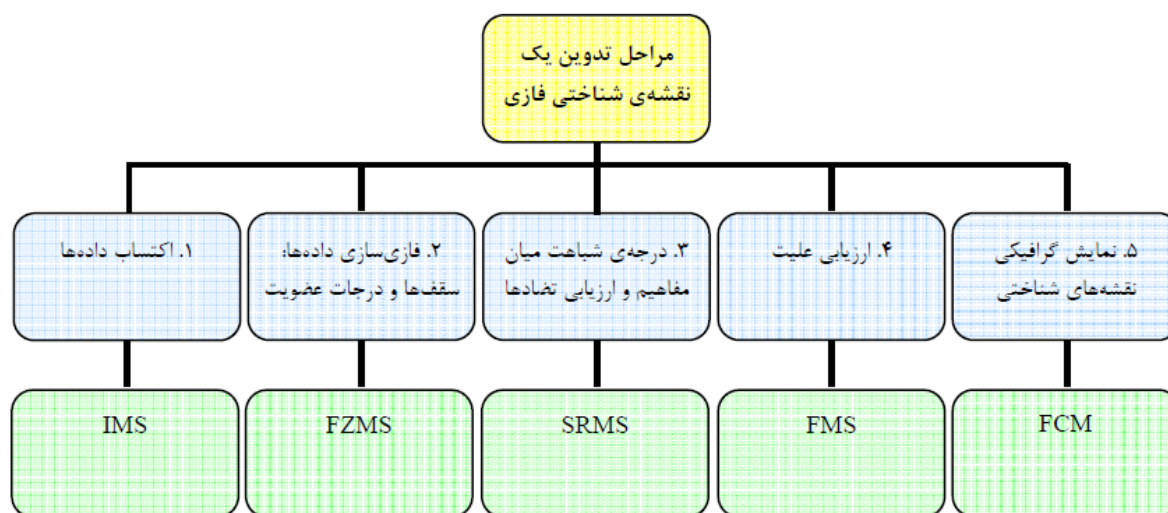 مراحل تدوین یک
نقشه‌ی شناختی فازی
۱. اکتساب داده‌ها
۲. فازی‌سازی داده‌ها:
سقف‌ها و درجات عضویت
۳. درجه‌ی شباهت میان
مفاهیم و ارزیابی تضادها
۴. ارزیابی علیت
۵. نمایش گرافیکی
نقشه‌های شناختی
IMS
FZMS
SRMS
FMS
FCM